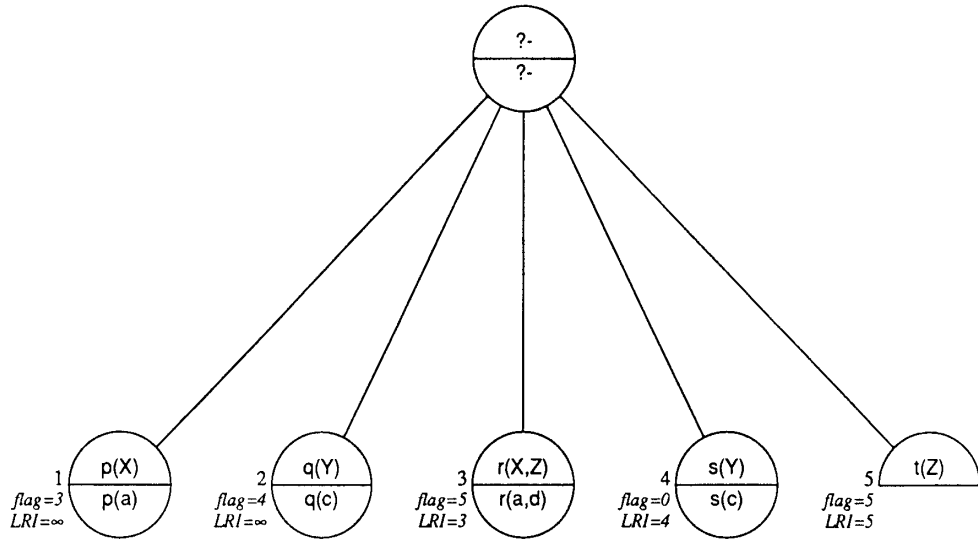 ?-
?-
1
p(X)
p(a)
flag=3
LRI=∞
2
q(Y)
q(c)
flag=4
LRI=∞
3
r(X,Z)
r(a,d)
flag=5
LRI=3
4
s(Y)
s(c)
flag=0
LRI=4
5
t(Z)
flag=5
LRI=5